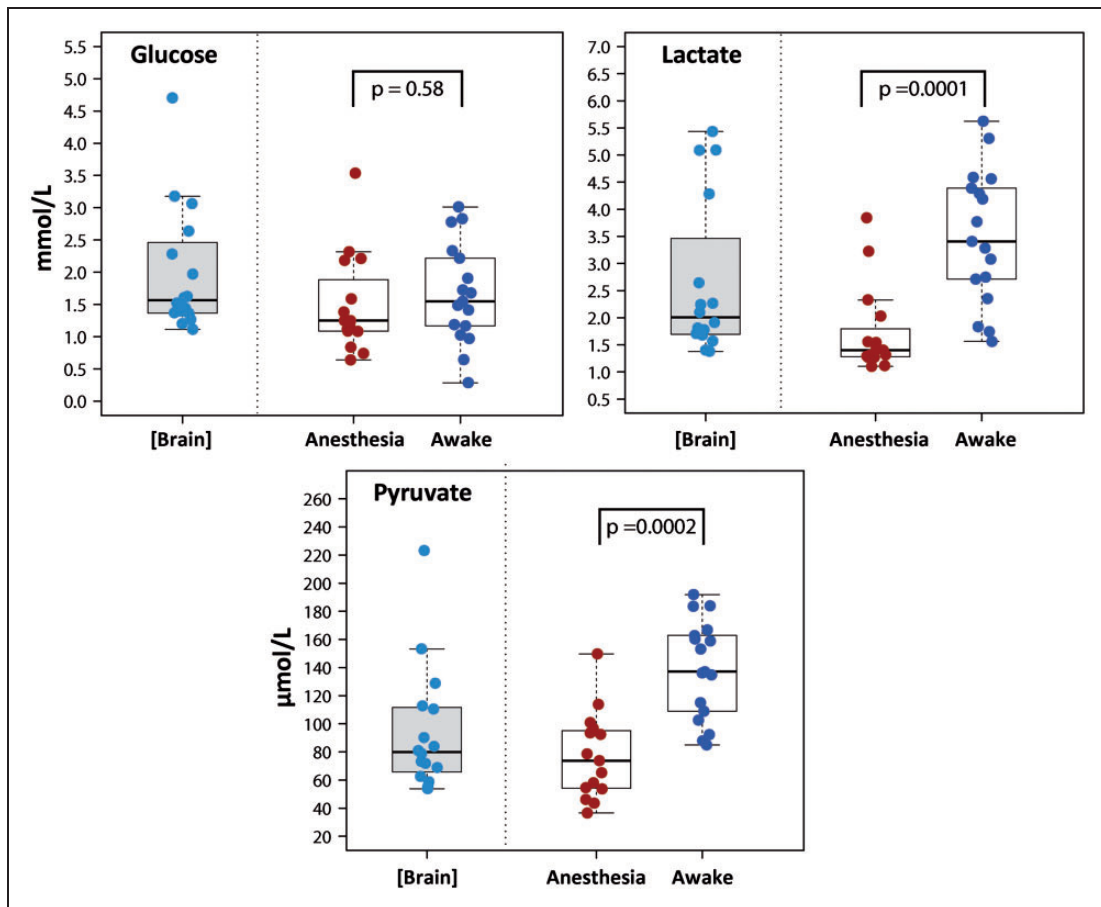 Glucose
mmol/L
5.5
5.0
4.5
4.0
3.5
3.0
2.5
2.0
1.5
1.0
0.5
0.0
p = 0.58
[Brain]
Anesthesia
Awake
Lactate
7.0
6.5
6.0
5.5
5.0
4.5
4.0
3.5
3.0
2.5
2.0
1.5
1.0
0.5
p =0.0001
[Brain]
Anesthesia
Awake
Pyruvate
µmol/L
260
240
220
200
180
160
140
120
100
80
60
40
20
p =0.0002
[Brain]
Anesthesia
Awake